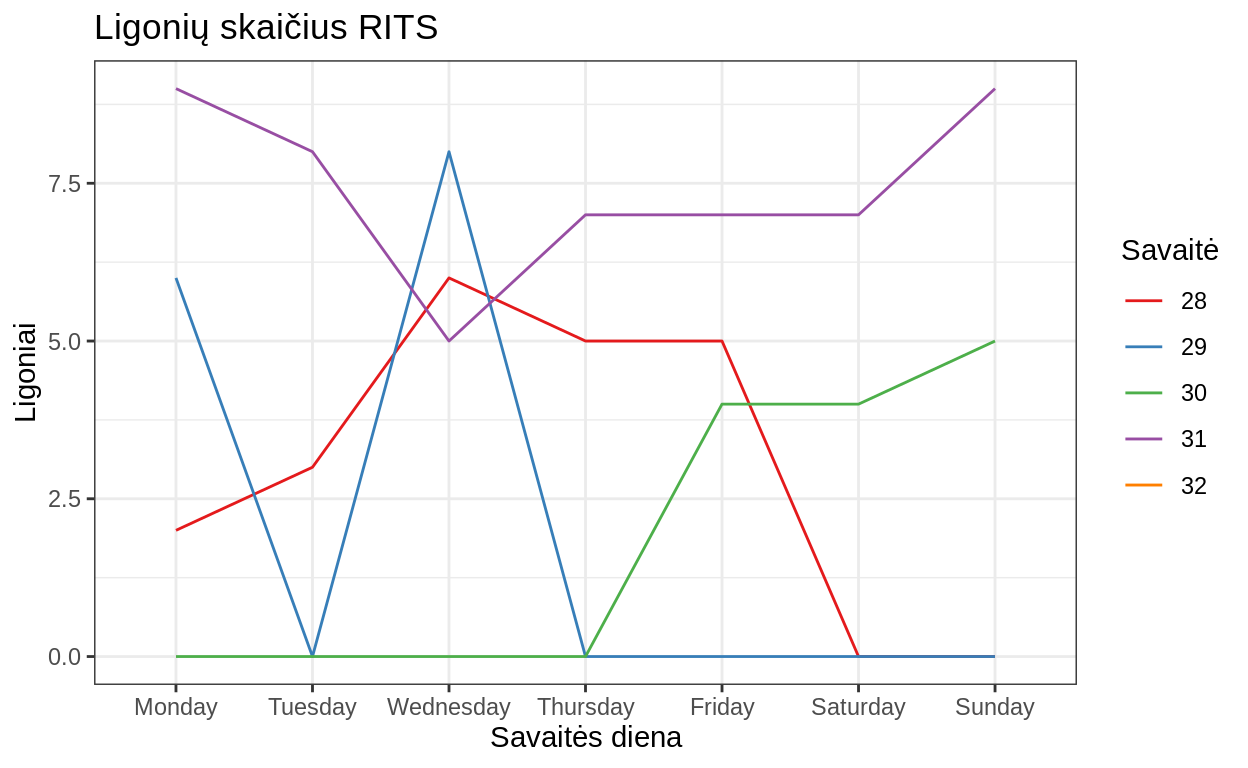 Ligonių skaičius RITS
Ligoniai
7.5
5.0
2.5
0.0
Monday Tuesday Wednesday Thursday Friday Saturday Sunday
Savaitės diena
Savaitė
28
29
30
31
32